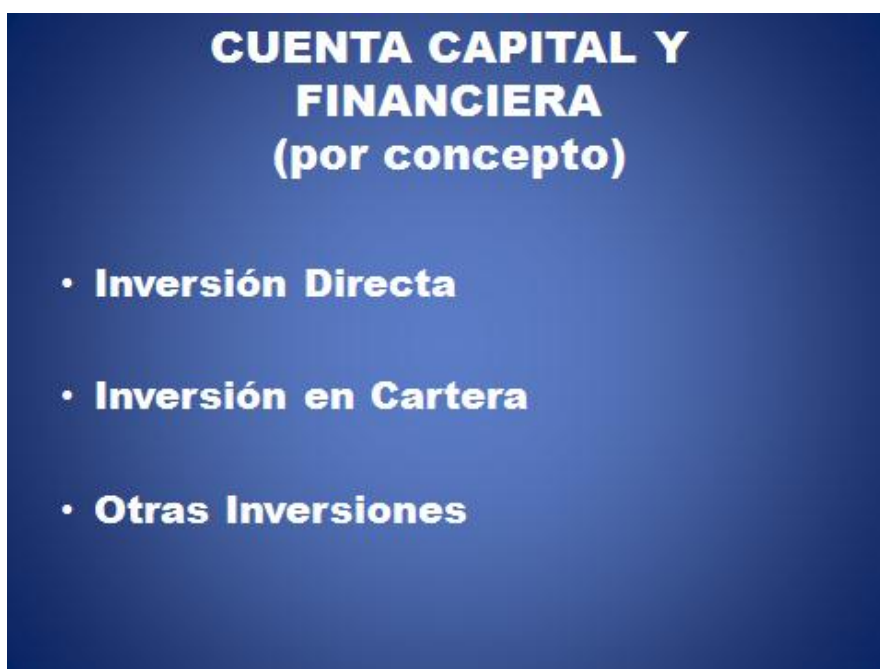 CUENTA CAPITAL Y
FINANCIERA
(por concepto)
• Inversión Directa
• Inversión en Cartera
• Otras Inversiones